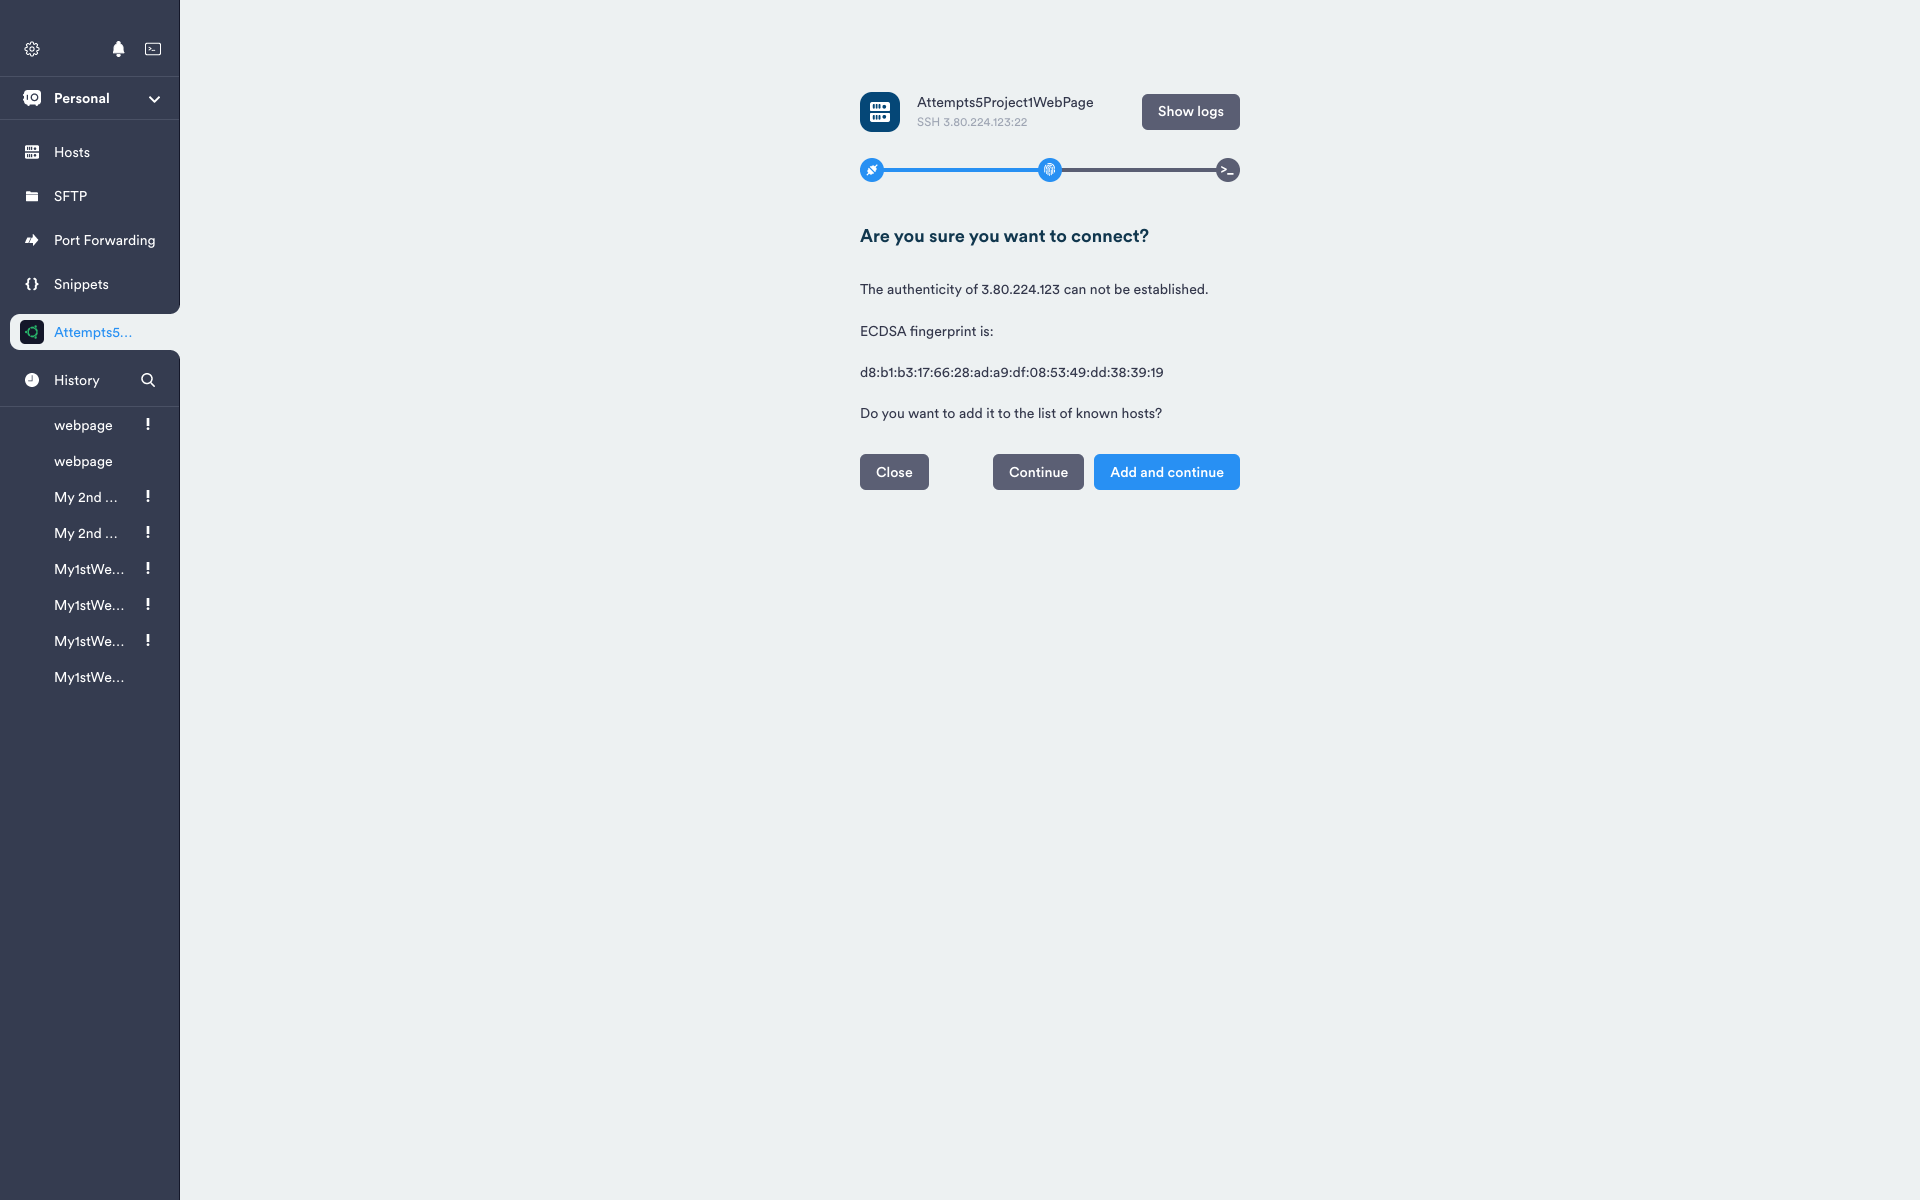 Personal
Hosts
SFTP
Port Forwarding
Snippets
Attempts5...
History
webpage
webpage
My 2nd ...
My 2nd ...
My1stWe...
My1stWe...
My1stWe...
My1stWe...
Attempts5Project1WebPage
SSH 3.80.224.123:22
Show logs
Are you sure you want to connect?
The authenticity of 3.80.224.123 can not be established.
ECDSA fingerprint is:
d8:b1:b3:17:66:28:ad:a9:df:08:53:49:dd:38:39:19
Do you want to add it to the list of known hosts?
Close
Continue
Add and continue